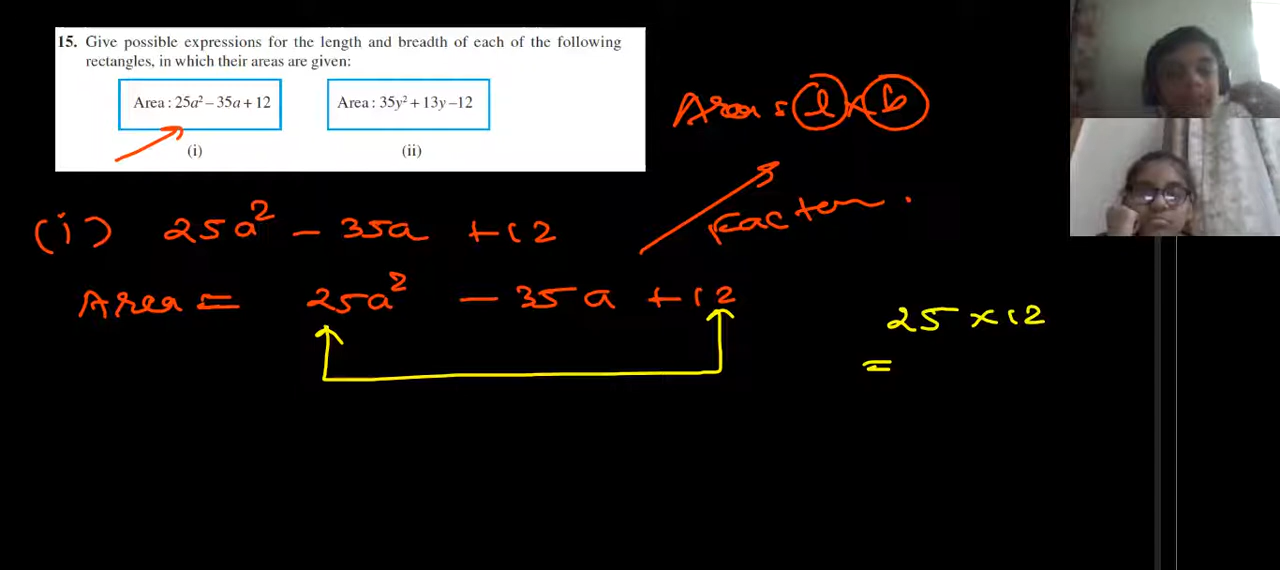 15. Give possible expressions for the length and breadth of each of the following
rectangles, in which their areas are given:
Area : 25a² – 35a + 12
Area : 35y² + 13y –12
(i)
(ii)
Area = l × b
Factor.
(i) 25a² - 35a + 12
Area = 25a² - 35a + 12
25 × 12
=